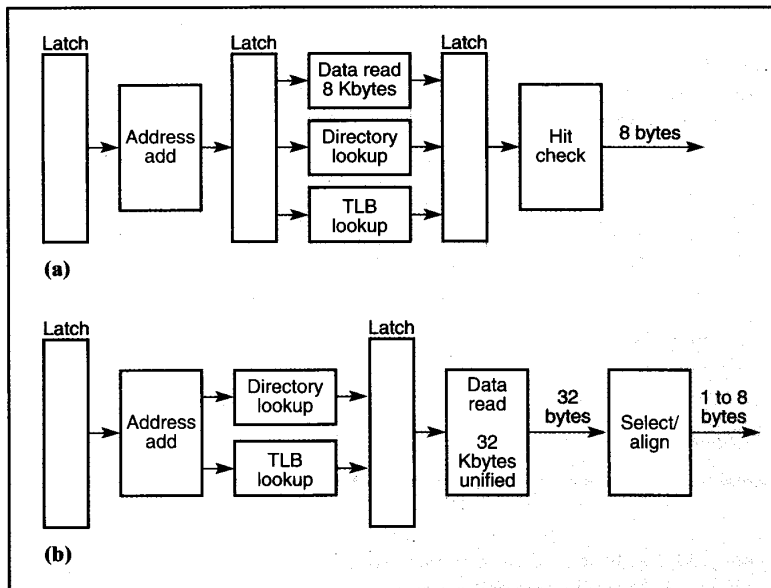 Latch
Latch
Latch
Address
add
Data read
8 Kbytes
Directory
lookup
TLB
lookup
Hit
check
8 bytes
(a)
Latch
Latch
Address
add
Directory
lookup
TLB
lookup
Data
read
32
Kbytes
unified
32
bytes
Select/
align
1 to 8
bytes
(b)